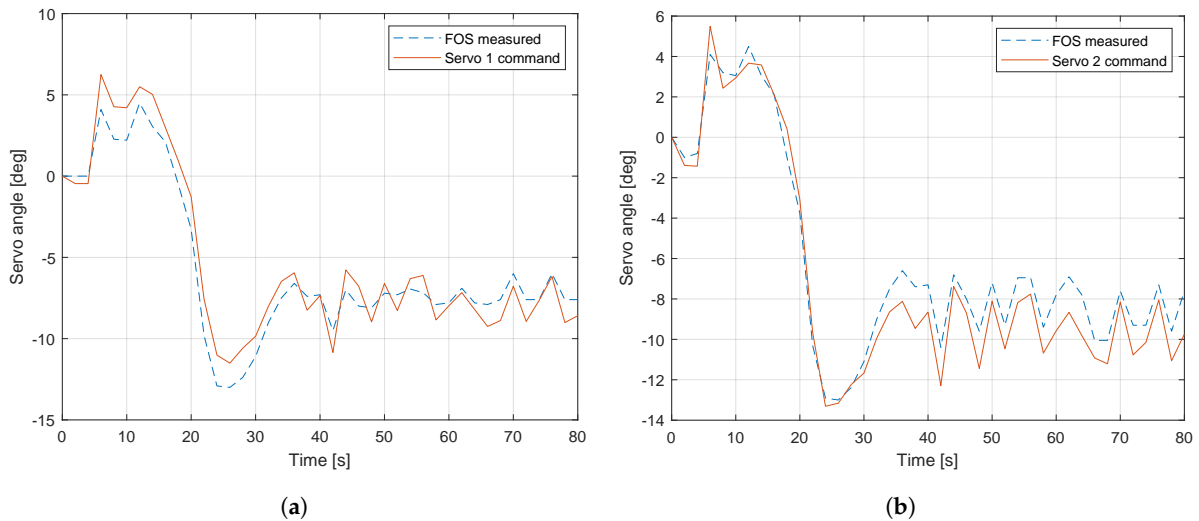 10
5
0
-5
-10
-15
Servo angle [deg]
FOS measured
Servo 1 command
0 10 20 30 40 50 60 70 80
Time [s]
(a)
6
4
2
0
-2
-4
-6
-8
-10
-12
-14
Servo angle [deg]
FOS measured
Servo 2 command
0 10 20 30 40 50 60 70 80
Time [s]
(b)